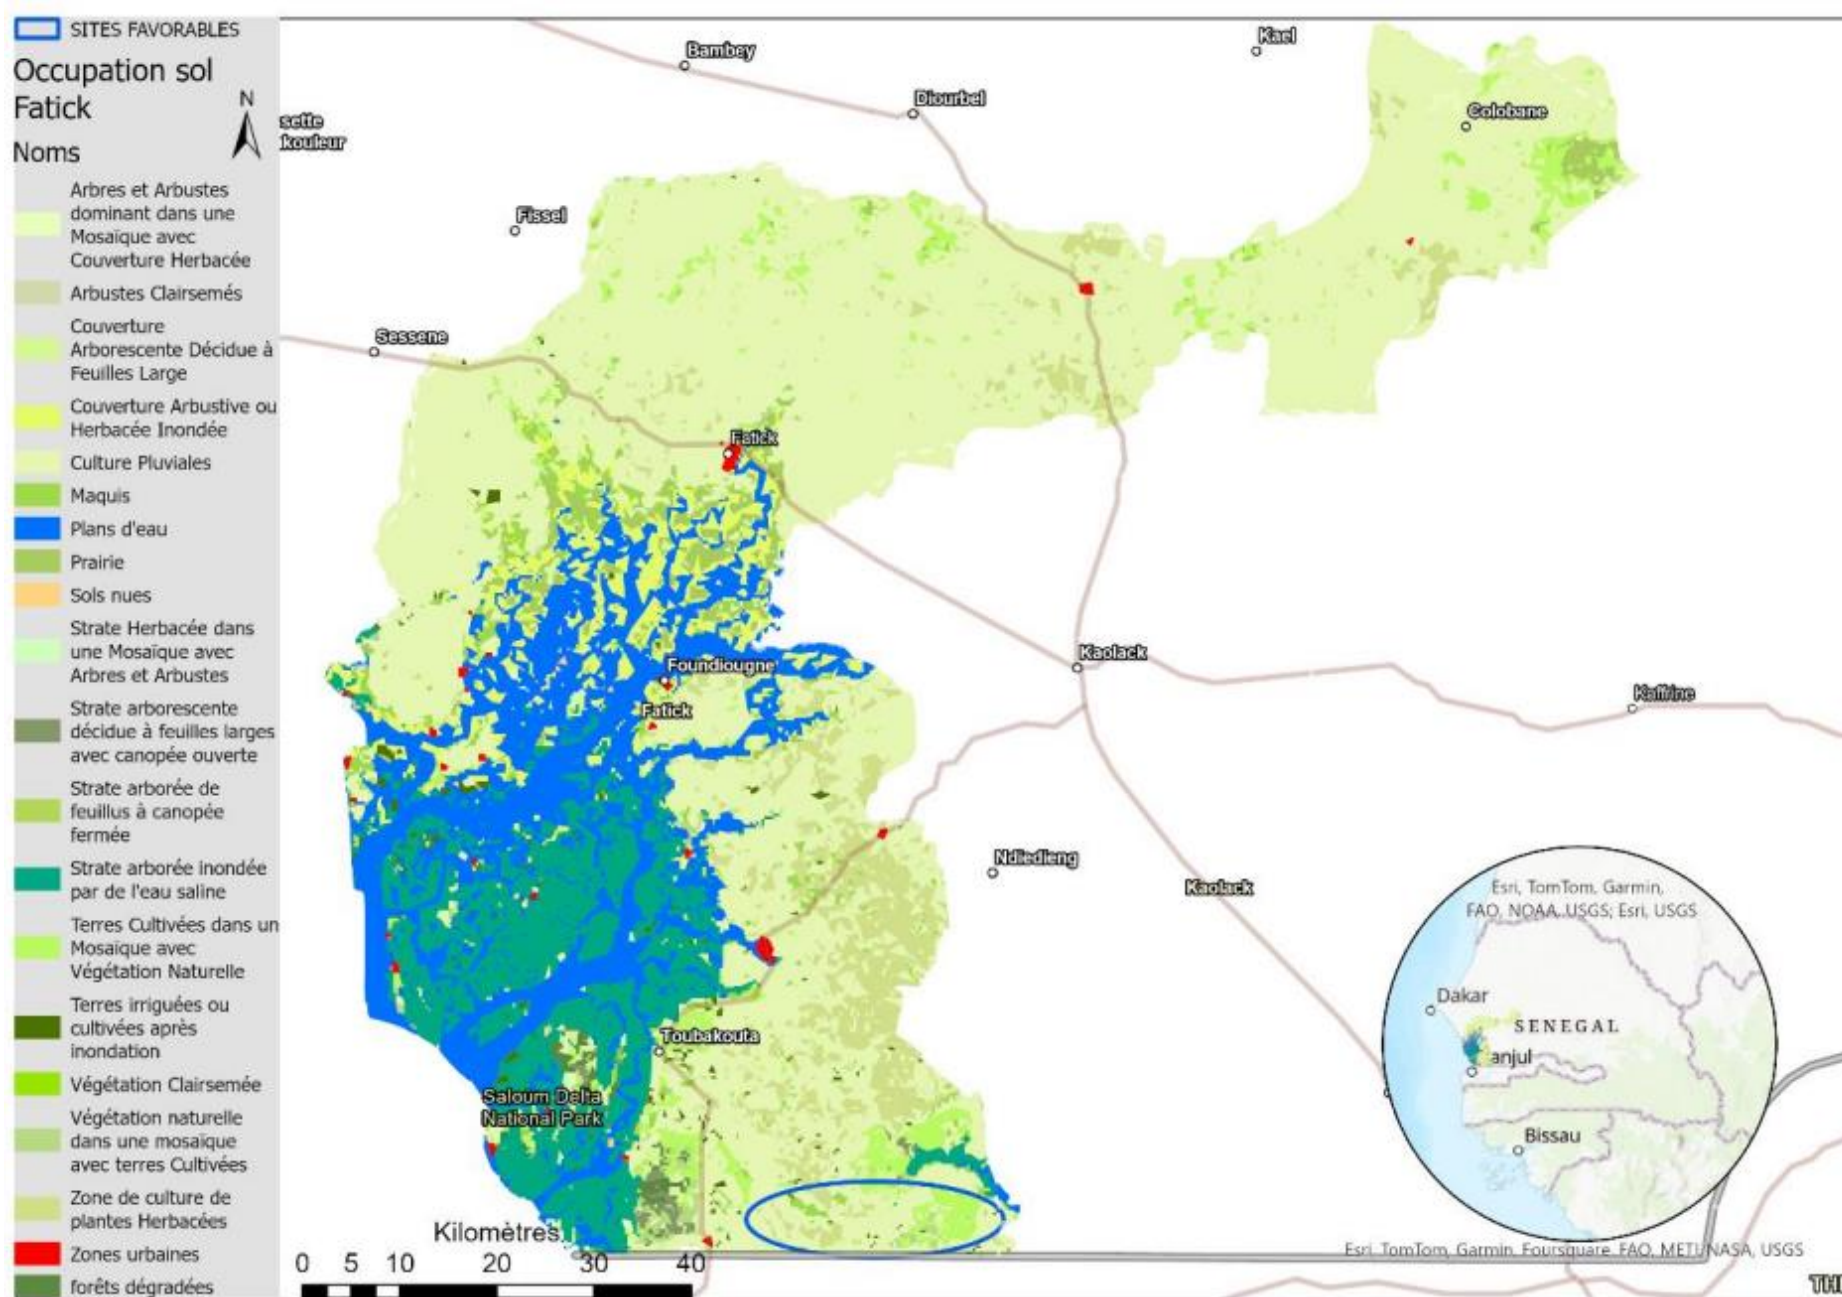 SITES FAVORABLES
Occupation sol
Fatick
N
Noms
Arbres et Arbustes
dominant dans une
Mosaïque avec
Couverture Herbacée
Arbustes Clairsemés
Couverture
Arborescente Décidue à
Feuilles Large
Couverture Arbustive ou
Herbacée Inondée
Culture Pluviales
Maquis
Plans d'eau
Prairie
Sols nues
Strate Herbacée dans
une Mosaïque avec
Arbres et Arbustes
Strate arborescente
décidue à feuilles larges
avec canopée ouverte
Strate arborée de
feuillus à canopée
fermée
Strate arborée inondée
par de l'eau saline
Terres Cultivées dans un
Mosaïque avec
Végétation Naturelle
Terres irriguées ou
cultivées après
inondation
Végétation Clairsemée
Végétation naturelle
dans une mosaïque
avec terres Cultivées
Zone de culture de
plantes Herbacées
Zones urbaines
forêts dégradées
Bambey
Kael
Diourbel
Colobane
sette
kouleur
Fissel
Sessene
Fatick
Foundiougne
Fatick
Kaolack
Kaffrine
Ndiedieng
Kaolack
Toubakouta
Saloum Delta
National Park
Kilomètres
0 5 10 20 30 40
Esri, TomTom, Garmin,
FAO, NOAA, USGS; Esri, USGS
Dakar
SENEGAL
anjul
Bissau
Esri, TomTom, Garmin, Foursquare, FAO, METI/NASA, USGS
TH